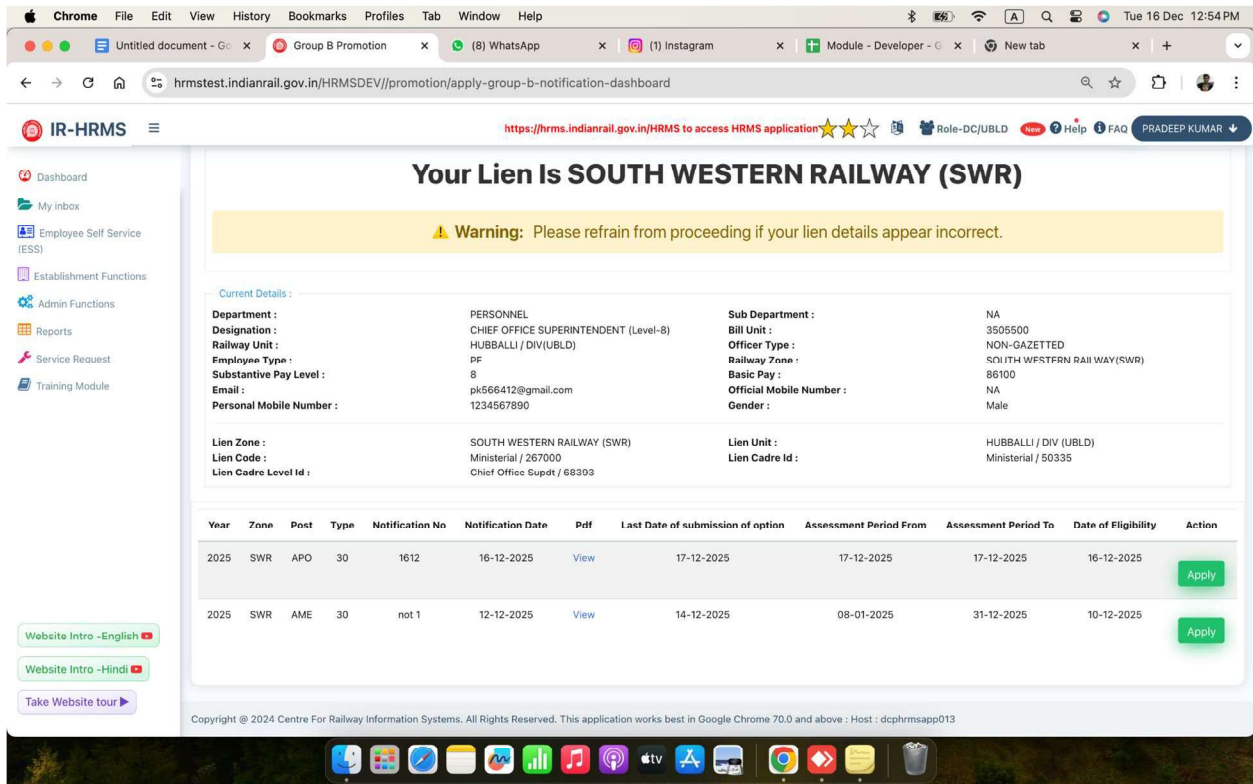 Chrome File Edit View History Bookmarks Profiles Tab Window Help A Tue 16 Dec 12:54 PM
Untitled document - Go Group B Promotion (8) WhatsApp (1) Instagram Module - Developer - G New tab
hrmstest.indianrail.gov.in/HRMSDEV//promotion/apply-group-b-notification-dashboard
IR-HRMS https://hrms.indianrail.gov.in/HRMS to access HRMS application Role-DC/UBLD New Help FAQ PRADEEP KUMAR
Dashboard
My inbox
Employee Self Service
(ESS)
Establishment Functions
Admin Functions
Reports
Service Request
Training Module
Website Intro -English
Website Intro -Hindi
Take Website tour
Your Lien Is SOUTH WESTERN RAILWAY (SWR)
Warning: Please refrain from proceeding if your lien details appear incorrect.
Current Details :
Department : PERSONNEL Sub Department : NA
Designation : CHIEF OFFICE SUPERINTENDENT (Level-8) Bill Unit : 3505500
Railway Unit : HUBBALLI / DIV(UBLD) Officer Type : NON-GAZETTED
Employee Type : PE Railway Zone : SOUTH WESTERN RAILWAY(SWR)
Substantive Pay Level : 8 Basic Pay : 86100
Email : pk566412@gmail.com Official Mobile Number : NA
Personal Mobile Number : 1234567890 Gender : Male
Lien Zone : SOUTH WESTERN RAILWAY (SWR) Lien Unit : HUBBALLI / DIV (UBLD)
Lien Code : Ministerial / 267000 Lien Cadre Id : Ministerial / 50335
Lien Cadre Level Id : Chief Office Supdt / 68393
Year Zone Post Type Notification No Notification Date Pdf Last Date of submission of option Assessment Period From Assessment Period To Date of Eligibility Action
2025 SWR APO 30 1612 16-12-2025 View 17-12-2025 17-12-2025 17-12-2025 16-12-2025 Apply
2025 SWR AME 30 not 1 12-12-2025 View 14-12-2025 08-01-2025 31-12-2025 10-12-2025 Apply
Copyright @ 2024 Centre For Railway Information Systems. All Rights Reserved. This application works best in Google Chrome 70.0 and above : Host : dcphrmsapp013
tv